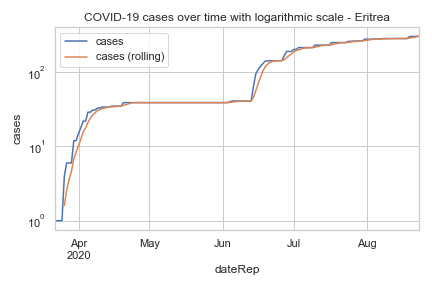 COVID-19 cases over time with logarithmic scale - Eritrea
cases
cases (rolling)
10²
10¹
10⁰
cases
Apr
2020
May
Jun
Jul
Aug
dateRep